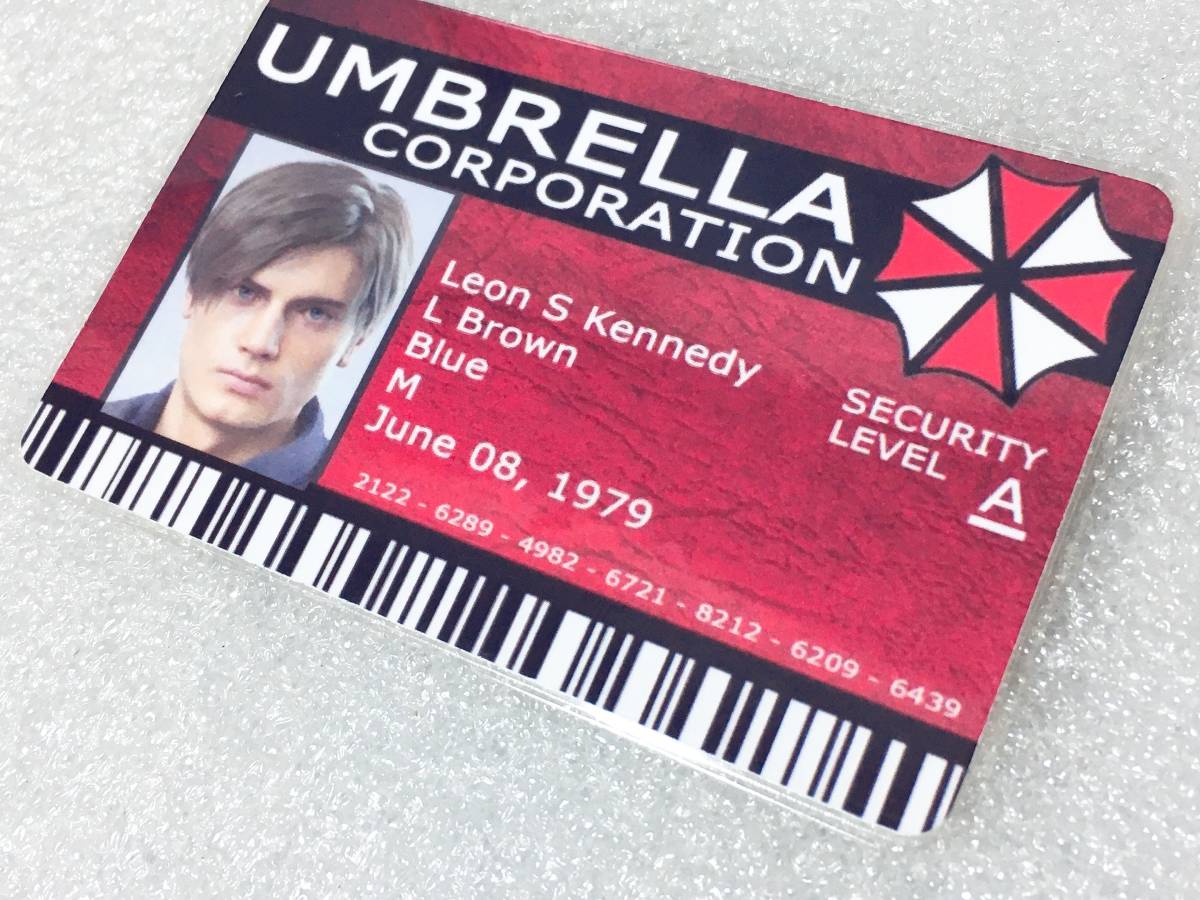 UMBRELLA
CORPORATION
Leon S Kennedy
L Brown
Blue
M
June 08, 1979
2122 - 6289 - 4982 - 6721 - 8212 - 6209 - 6439
SECURITY
LEVEL
A